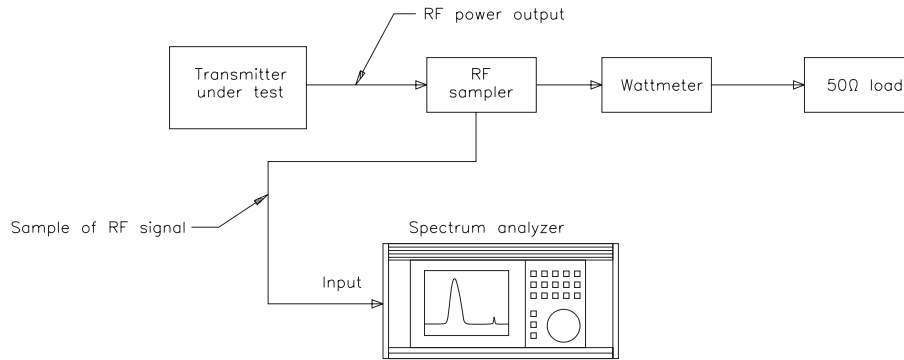 RF power output
Transmitter
under test
RF
sampler
Wattmeter
50Ω load
Sample of RF signal
Spectrum analyzer
Input